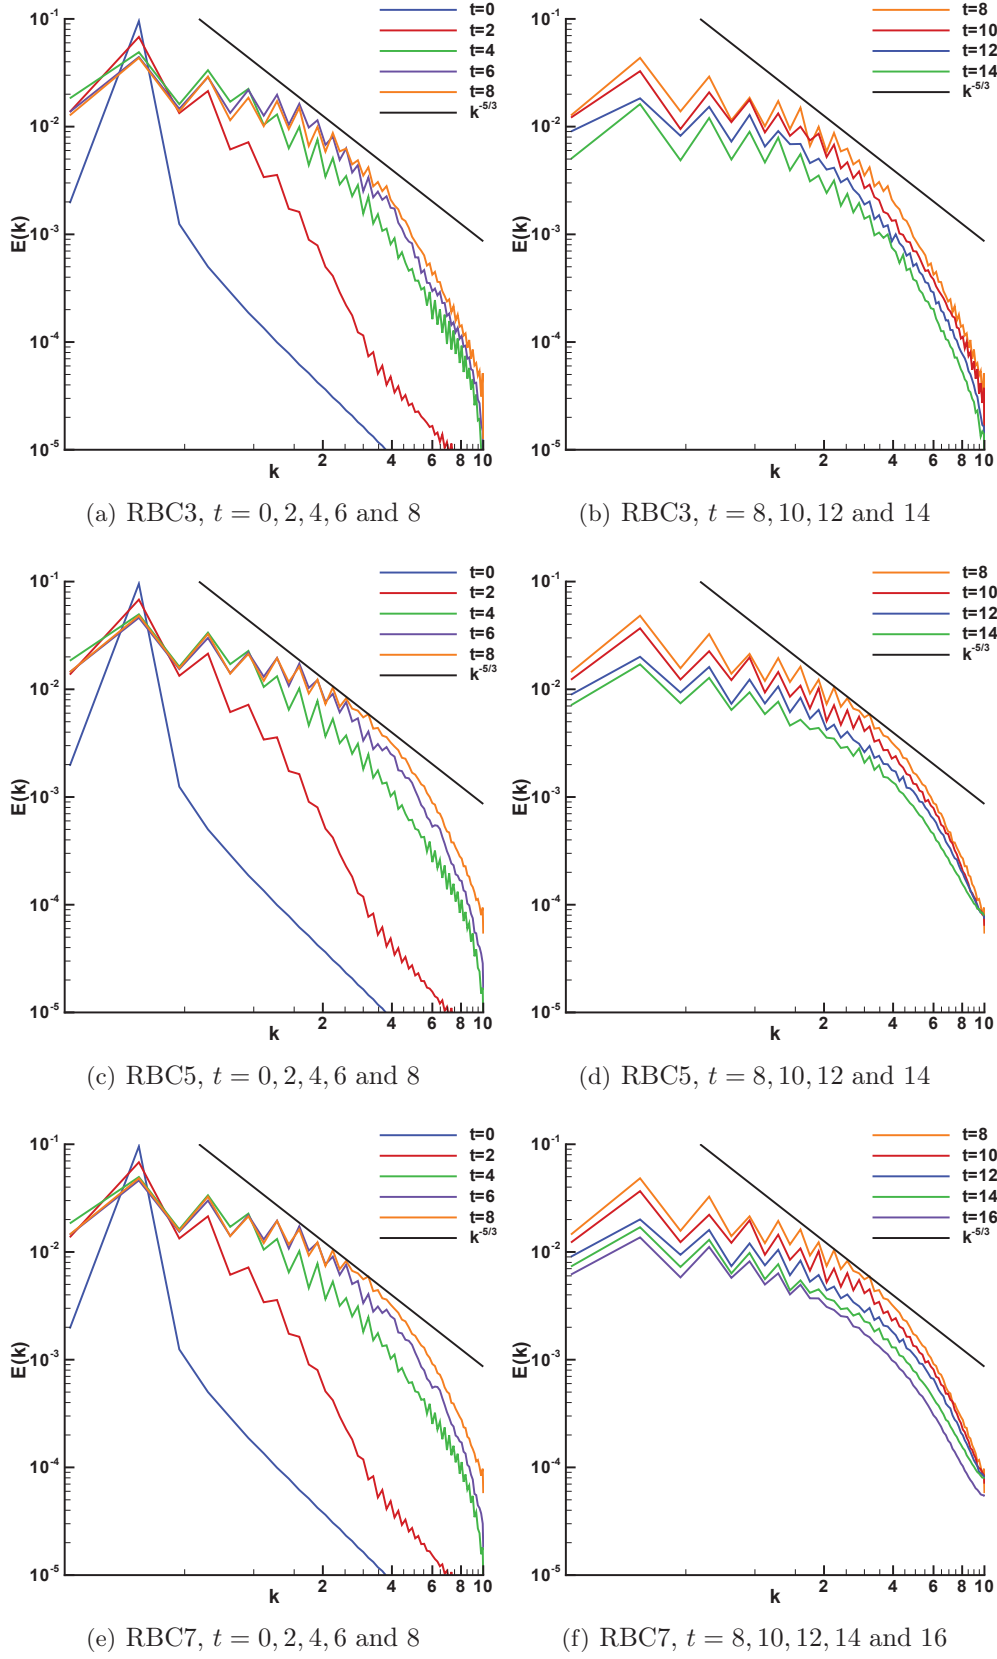 10^-1
10^-2
10^-3
10^-4
10^-5
E(k)
2 4 6 8 10
k
t=0
t=2
t=4
t=6
t=8
k^-5/3
(a) RBC3, t = 0, 2, 4, 6 and 8
10^-1
10^-2
10^-3
10^-4
10^-5
E(k)
2 4 6 8 10
k
t=8
t=10
t=12
t=14
k^-5/3
(b) RBC3, t = 8, 10, 12 and 14
10^-1
10^-2
10^-3
10^-4
10^-5
E(k)
2 4 6 8 10
k
t=0
t=2
t=4
t=6
t=8
k^-5/3
(c) RBC5, t = 0, 2, 4, 6 and 8
10^-1
10^-2
10^-3
10^-4
10^-5
E(k)
2 4 6 8 10
k
t=8
t=10
t=12
t=14
k^-5/3
(d) RBC5, t = 8, 10, 12 and 14
10^-1
10^-2
10^-3
10^-4
10^-5
E(k)
2 4 6 8 10
k
t=0
t=2
t=4
t=6
t=8
k^-5/3
(e) RBC7, t = 0, 2, 4, 6 and 8
10^-1
10^-2
10^-3
10^-4
10^-5
E(k)
2 4 6 8 10
k
t=8
t=10
t=12
t=14
t=16
k^-5/3
(f) RBC7, t = 8, 10, 12, 14 and 16